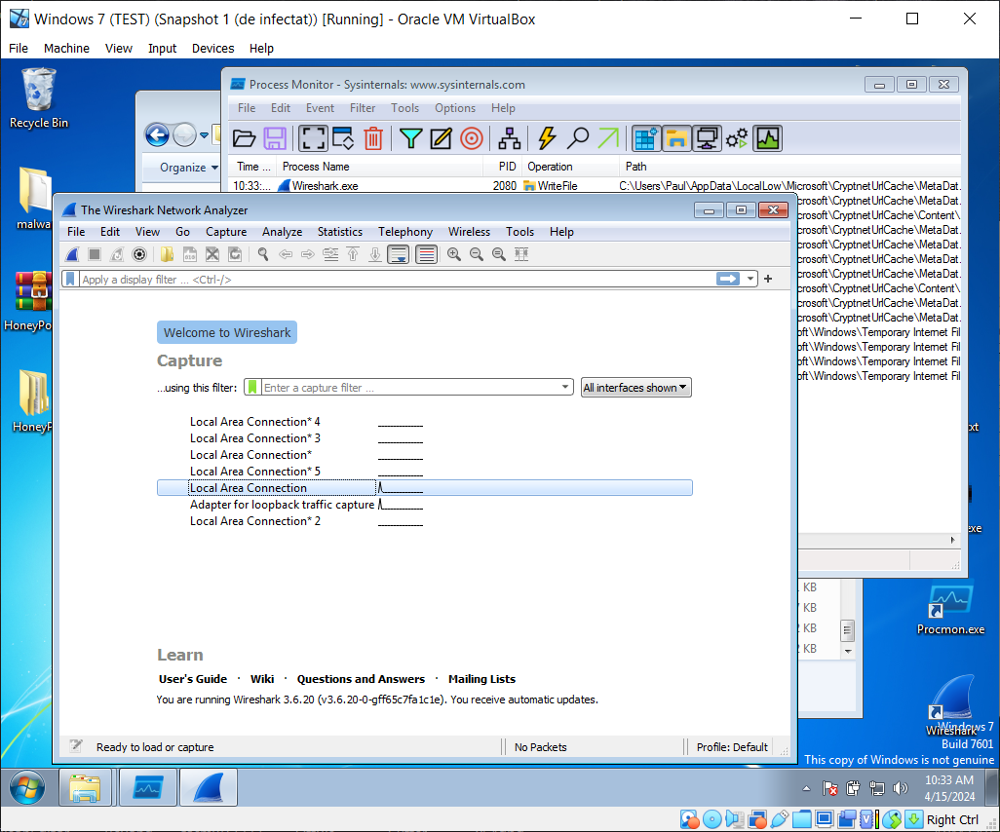 Windows 7 (TEST) (Snapshot 1 (de infectat)) [Running] - Oracle VM VirtualBox
File Machine View Input Devices Help
Recycle Bin
malwa
HoneyPo
HoneyP
Organize
Process Monitor - Sysinternals: www.sysinternals.com
File Edit Event Filter Tools Options Help
Time ... Process Name PID Operation Path
10:33:... Wireshark.exe 2080 WriteFile C:\Users\Paul\AppData\LocalLow\Microsoft\CryptnetUrlCache\MetaDat...
crosoft\CryptnetUrlCache\MetaDat...
crosoft\CryptnetUrlCache\Content\...
crosoft\CryptnetUrlCache\MetaDat...
crosoft\CryptnetUrlCache\MetaDat...
crosoft\CryptnetUrlCache\MetaDat...
crosoft\CryptnetUrlCache\MetaDat...
crosoft\CryptnetUrlCache\Content\...
crosoft\CryptnetUrlCache\MetaDat...
crosoft\CryptnetUrlCache\MetaDat...
oft\Windows\Temporary Internet Fil
oft\Windows\Temporary Internet Fil
oft\Windows\Temporary Internet Fil
oft\Windows\Temporary Internet Fil
The Wireshark Network Analyzer
File Edit View Go Capture Analyze Statistics Telephony Wireless Tools Help
Apply a display filter ... <Ctrl-/>
Welcome to Wireshark
Capture
...using this filter: Enter a capture filter ... All interfaces shown
Local Area Connection* 4
Local Area Connection* 3
Local Area Connection*
Local Area Connection* 5
Local Area Connection
Adapter for loopback traffic capture
Local Area Connection* 2
Learn
User's Guide · Wiki · Questions and Answers · Mailing Lists
You are running Wireshark 3.6.20 (v3.6.20-0-gff65c7fa1c1e). You receive automatic updates.
Ready to load or capture No Packets Profile: Default
xt
exe
KB
KB
KB
KB
Procmon.exe
Wireshark
Windows 7
Build 7601
This copy of Windows is not genuine
10:33 AM
4/15/2024
Right Ctrl